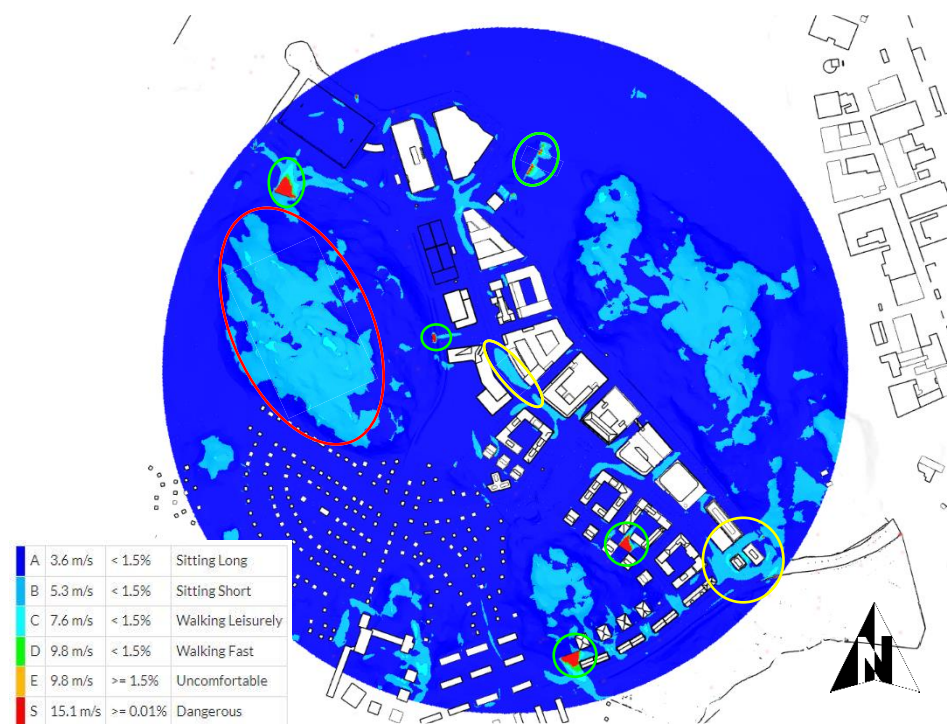 A 3.6 m/s < 1.5% Sitting Long
B 5.3 m/s < 1.5% Sitting Short
C 7.6 m/s < 1.5% Walking Leisurely
D 9.8 m/s < 1.5% Walking Fast
E 9.8 m/s >= 1.5% Uncomfortable
S 15.1 m/s >= 0.01% Dangerous
N